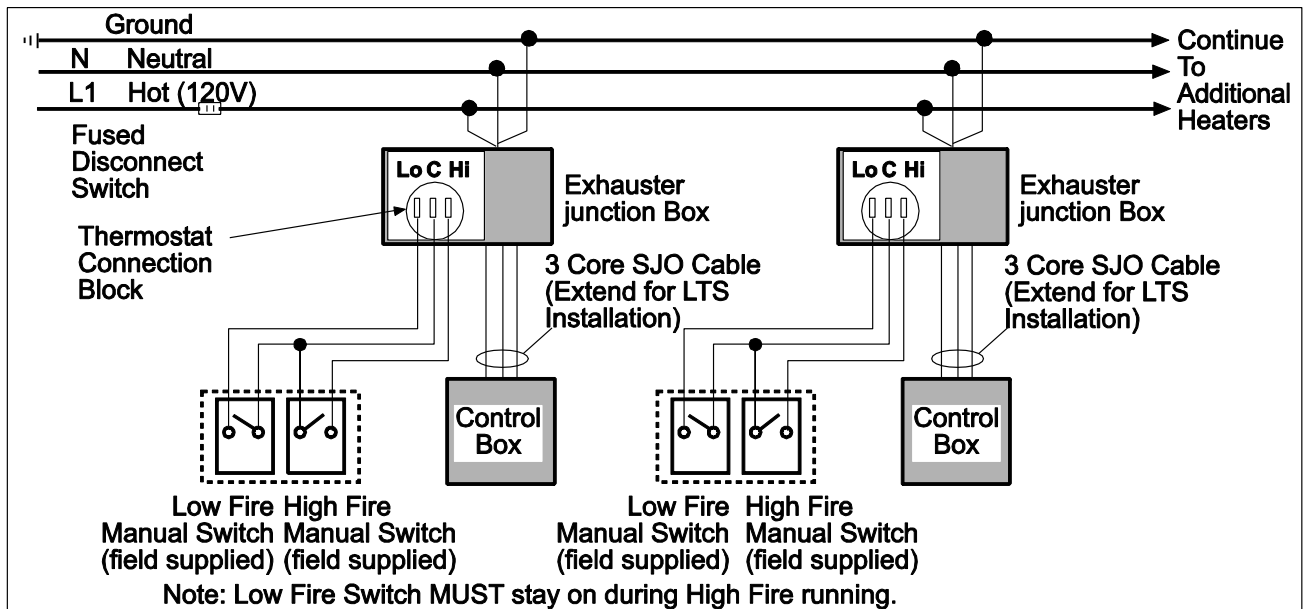 Ground
N Neutral
L1 Hot (120V)
Continue
To
Additional
Heaters
Fused
Disconnect
Switch
Thermostat
Connection
Block
Lo C Hi
Exhauster
junction Box
3 Core SJO Cable
(Extend for LTS
Installation)
Control
Box
Low Fire
Manual Switch
(field supplied)
High Fire
Manual Switch
(field supplied)
Lo C Hi
Exhauster
junction Box
3 Core SJO Cable
(Extend for LTS
Installation)
Control
Box
Low Fire
Manual Switch
(field supplied)
High Fire
Manual Switch
(field supplied)
Note: Low Fire Switch MUST stay on during High Fire running.